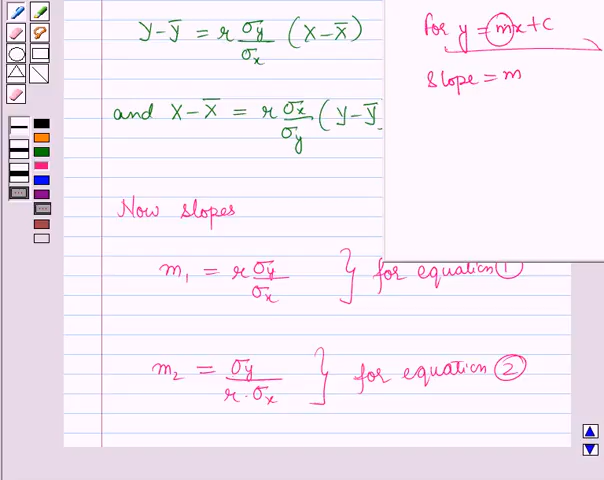 y - ȳ = r σy/σx (x - x̄)
and x - x̄ = r σx/σy (y - ȳ
Now slopes
m₁ = r σy/σx } for equation ①
m₂ = σy/r·σx } for equation ②
for y = mx + c
slope = m